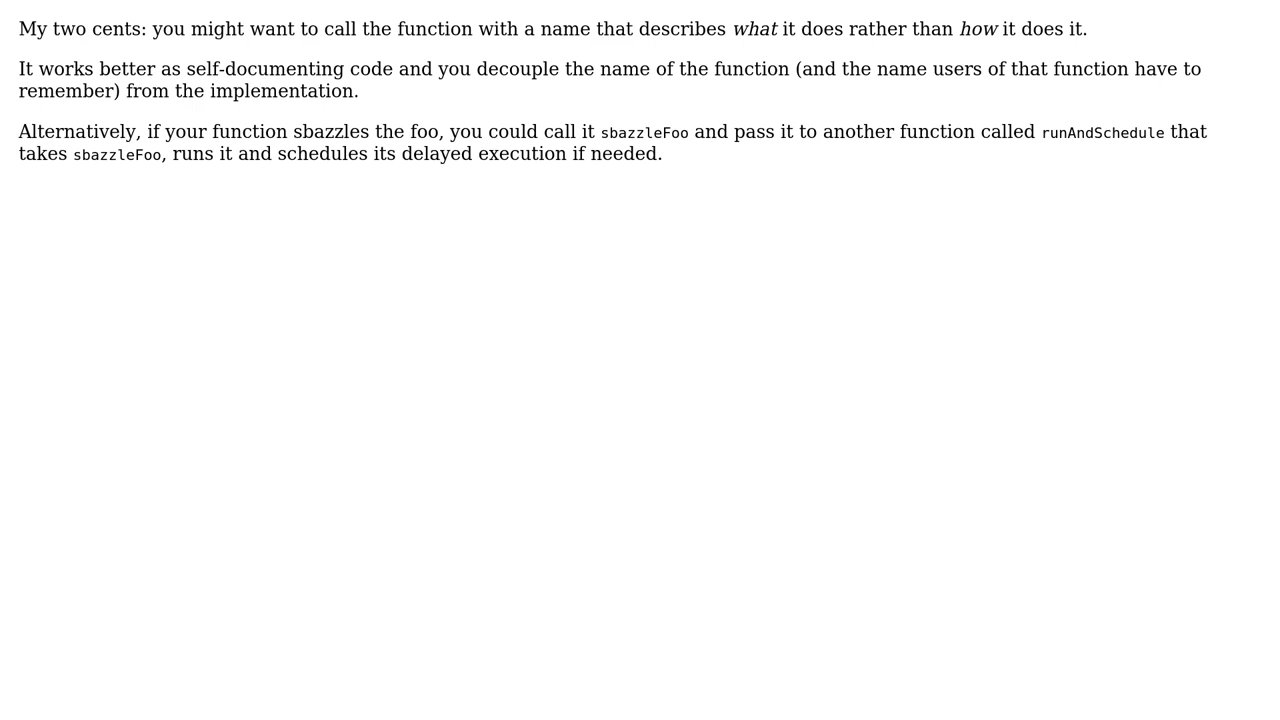 My two cents: you might want to call the function with a name that describes what it does rather than how it does it.
It works better as self-documenting code and you decouple the name of the function (and the name users of that function have to
remember) from the implementation.
Alternatively, if your function sbazzles the foo, you could call it sbazzleFoo and pass it to another function called runAndSchedule that
takes sbazzleFoo, runs it and schedules its delayed execution if needed.